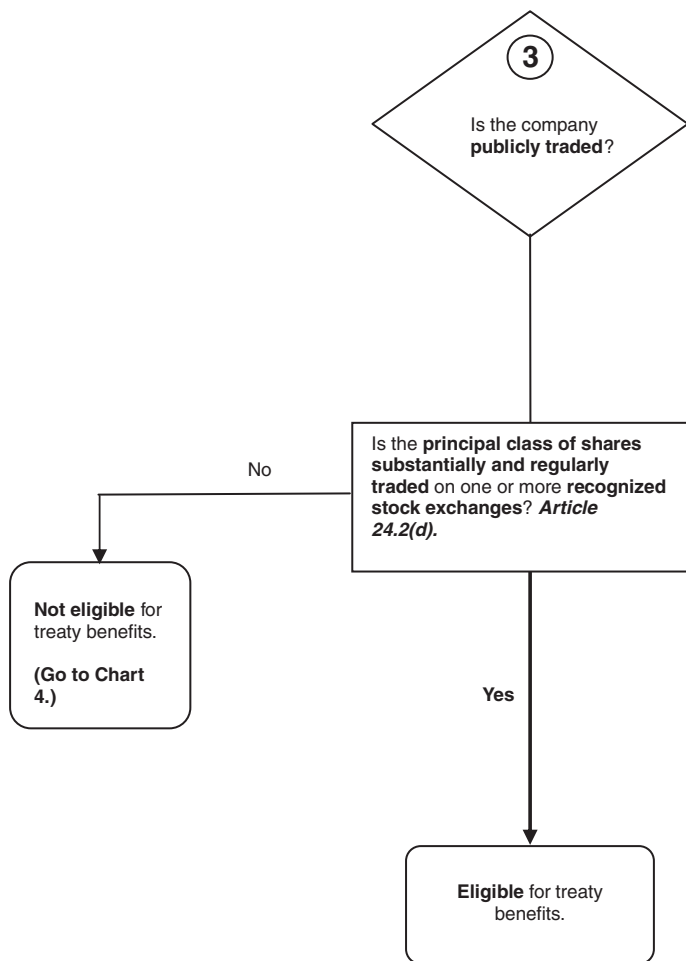 3
Is the company
publicly traded?
Is the principal class of shares
substantially and regularly
traded on one or more recognized
stock exchanges? Article
24.2(d).
No
Not eligible for
treaty benefits.
(Go to Chart
4.)
Yes
Eligible for treaty
benefits.